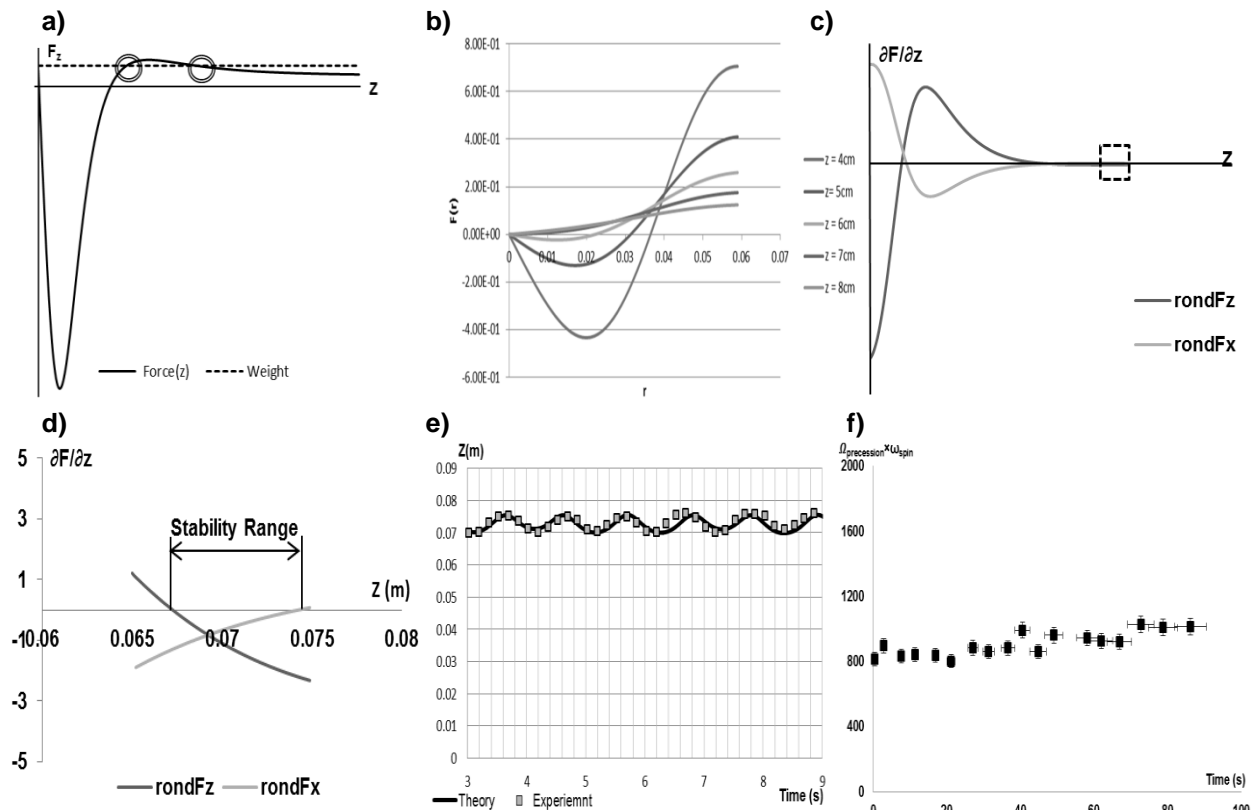 a)
F_z
z
Force(z)
Weight
b)
8.00E-01
6.00E-01
4.00E-01
2.00E-01
0.00E+00
-2.00E-01
-4.00E-01
-6.00E-01
F(r)
0 0.01 0.02 0.03 0.04 0.05 0.06 0.07
r
z = 4cm
z = 5cm
z = 6cm
z = 7cm
z = 8cm
c)
∂F/∂z
Z
rondFz
rondFx
d)
∂F/∂z
5
3
1
-1
-3
-5
Stability Range
Z (m)
0.06 0.065 0.07 0.075 0.08
rondFz
rondFx
e)
Z(m)
0.09
0.08
0.07
0.06
0.05
0.04
0.03
0.02
0.01
0
3 4 5 6 7 8 9
Time (s)
Theory
Experiemnt
f)
Ω_precession×ω_spin
2000
1600
1200
800
400
0
0 20 40 60 80 100
Time (s)